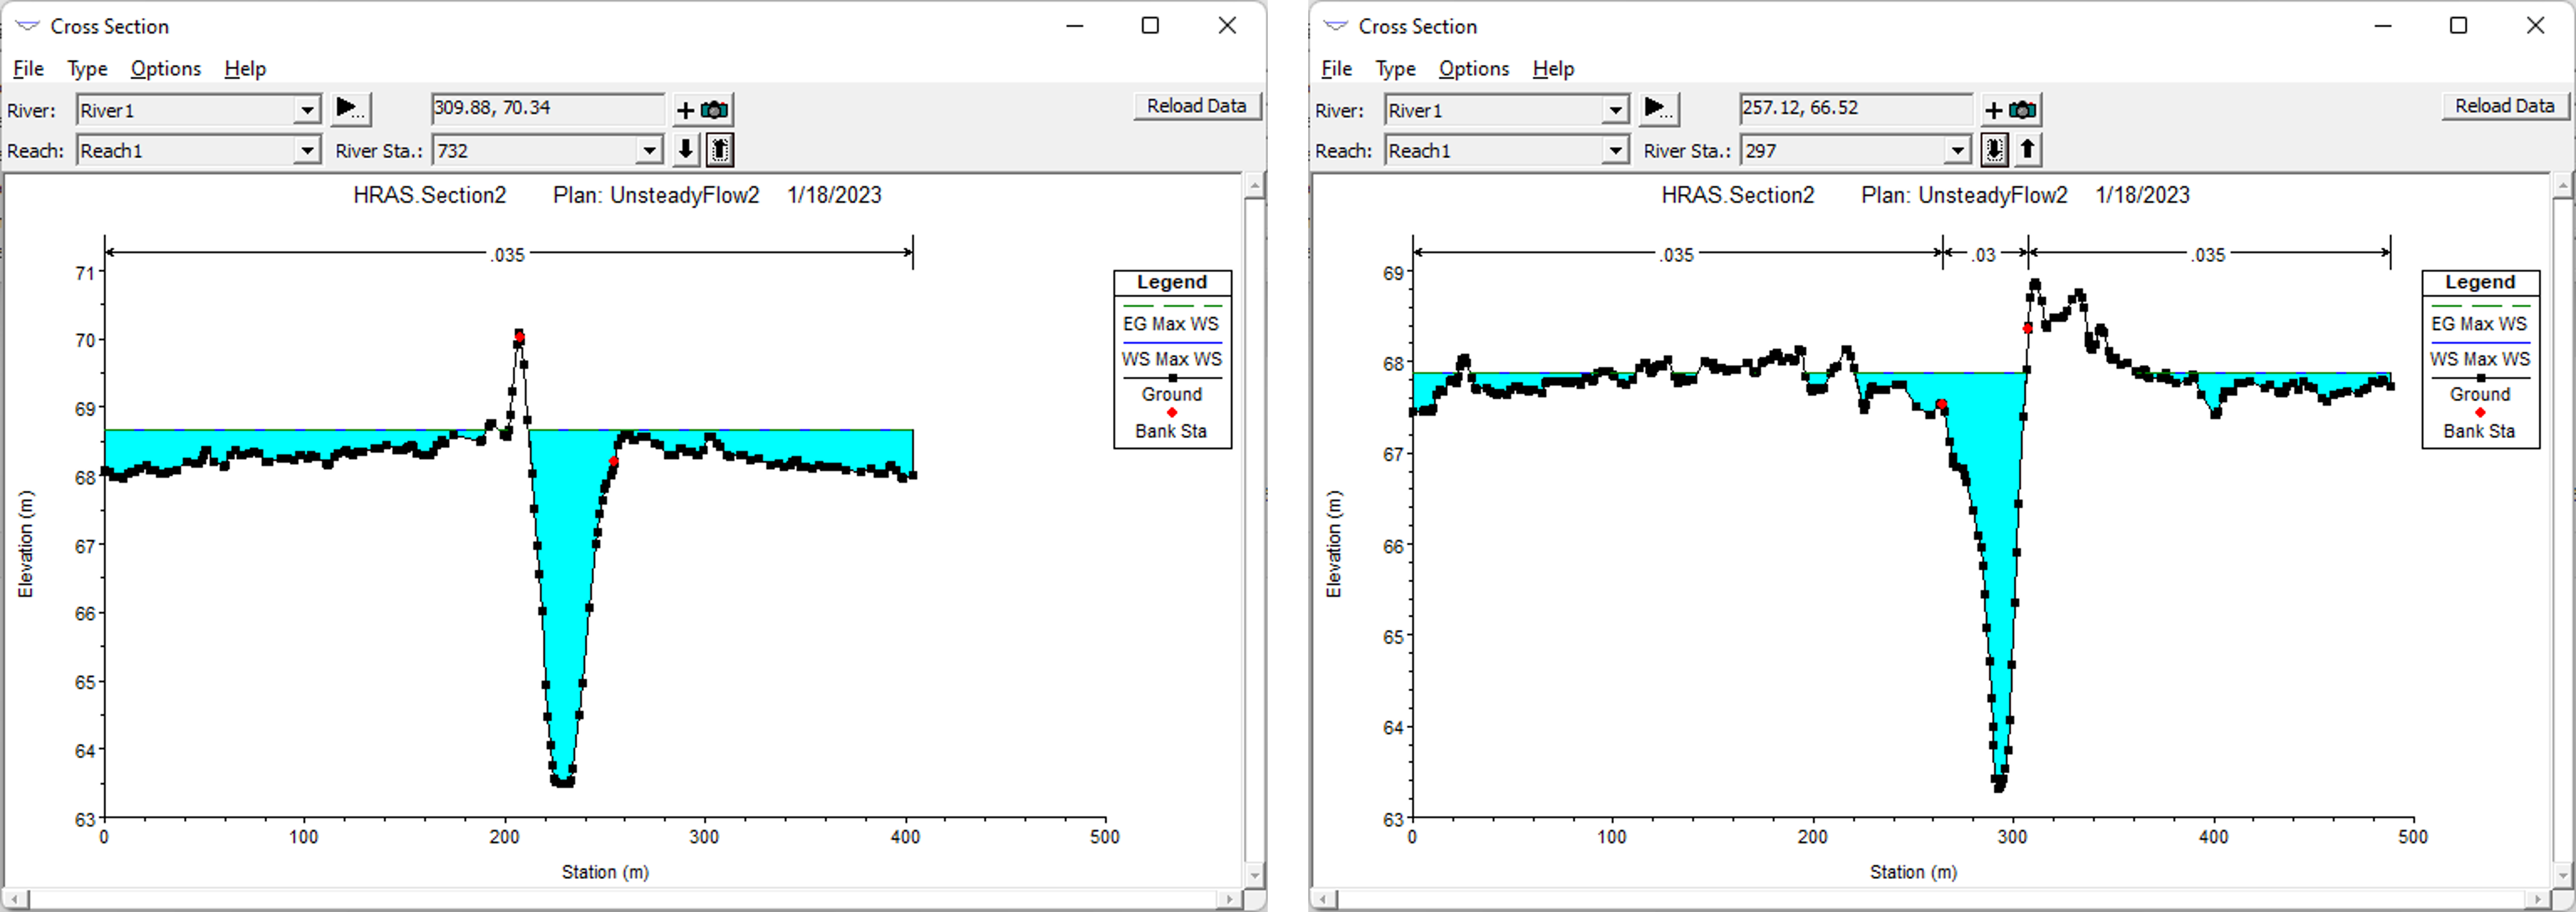 Cross Section
File Type Options Help
River: River1 ... 309.88, 70.34 + Reload Data
Reach: Reach1 River Sta.: 732
HRAS.Section2 Plan: UnsteadyFlow2 1/18/2023
.035
71
70
69
68
67
66
65
64
63
0 100 200 300 400 500
Elevation (m)
Station (m)
Legend
EG Max WS
WS Max WS
Ground
Bank Sta
Cross Section
File Type Options Help
River: River1 ... 257.12, 66.52 + Reload Data
Reach: Reach1 River Sta.: 297
HRAS.Section2 Plan: UnsteadyFlow2 1/18/2023
.035 .03 .035
69
68
67
66
65
64
63
0 100 200 300 400 500
Elevation (m)
Station (m)
Legend
EG Max WS
WS Max WS
Ground
Bank Sta